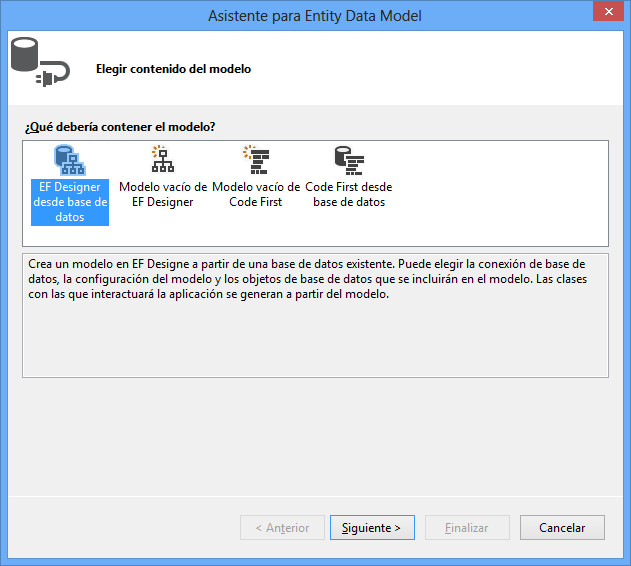 Asistente para Entity Data Model
Elegir contenido del modelo
¿Qué debería contener el modelo?
EF Designer
desde base de
datos
Modelo vacío de
EF Designer
Modelo vacío de
Code First
Code First desde
base de datos
Crea un modelo en EF Designe a partir de una base de datos existente. Puede elegir la conexión de base de
datos, la configuración del modelo y los objetos de base de datos que se incluirán en el modelo. Las clases
con las que interactuará la aplicación se generan a partir del modelo.
< Anterior
Siguiente >
Finalizar
Cancelar